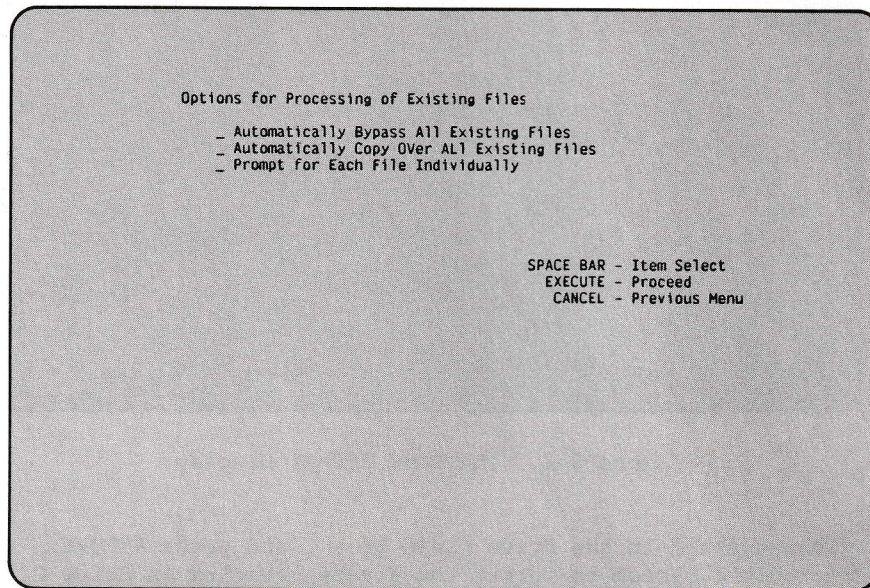 Options for Processing of Existing Files
_ Automatically Bypass All Existing Files
_ Automatically Copy OVer ALl Existing Files
_ Prompt for Each File Individually
SPACE BAR - Item Select
EXECUTE - Proceed
CANCEL - Previous Menu